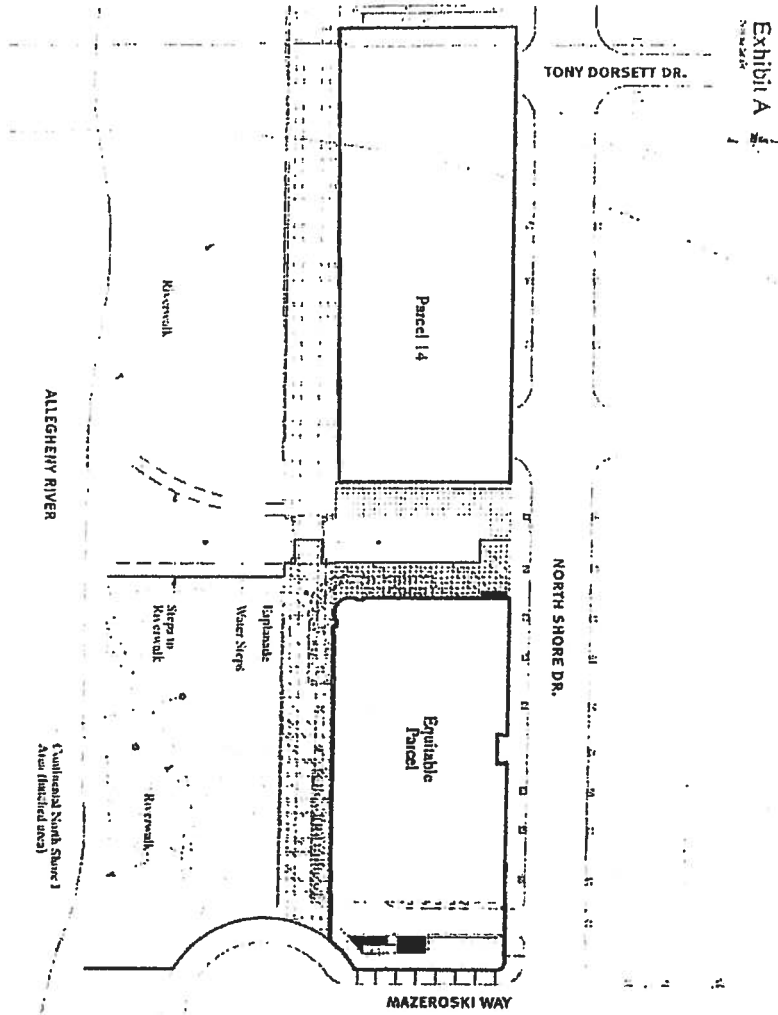 Exhibit A
TONY DORSETT DR.
Parcel 14
Riverwalk
ALLEGHENY RIVER
NORTH SHORE DR.
Esplanade
Water Steps
Steps to
Riverwalk
Equitable
Parcel
Riverwalk
Continental North Shore I
Area (hatched area)
MAZEROSKI WAY